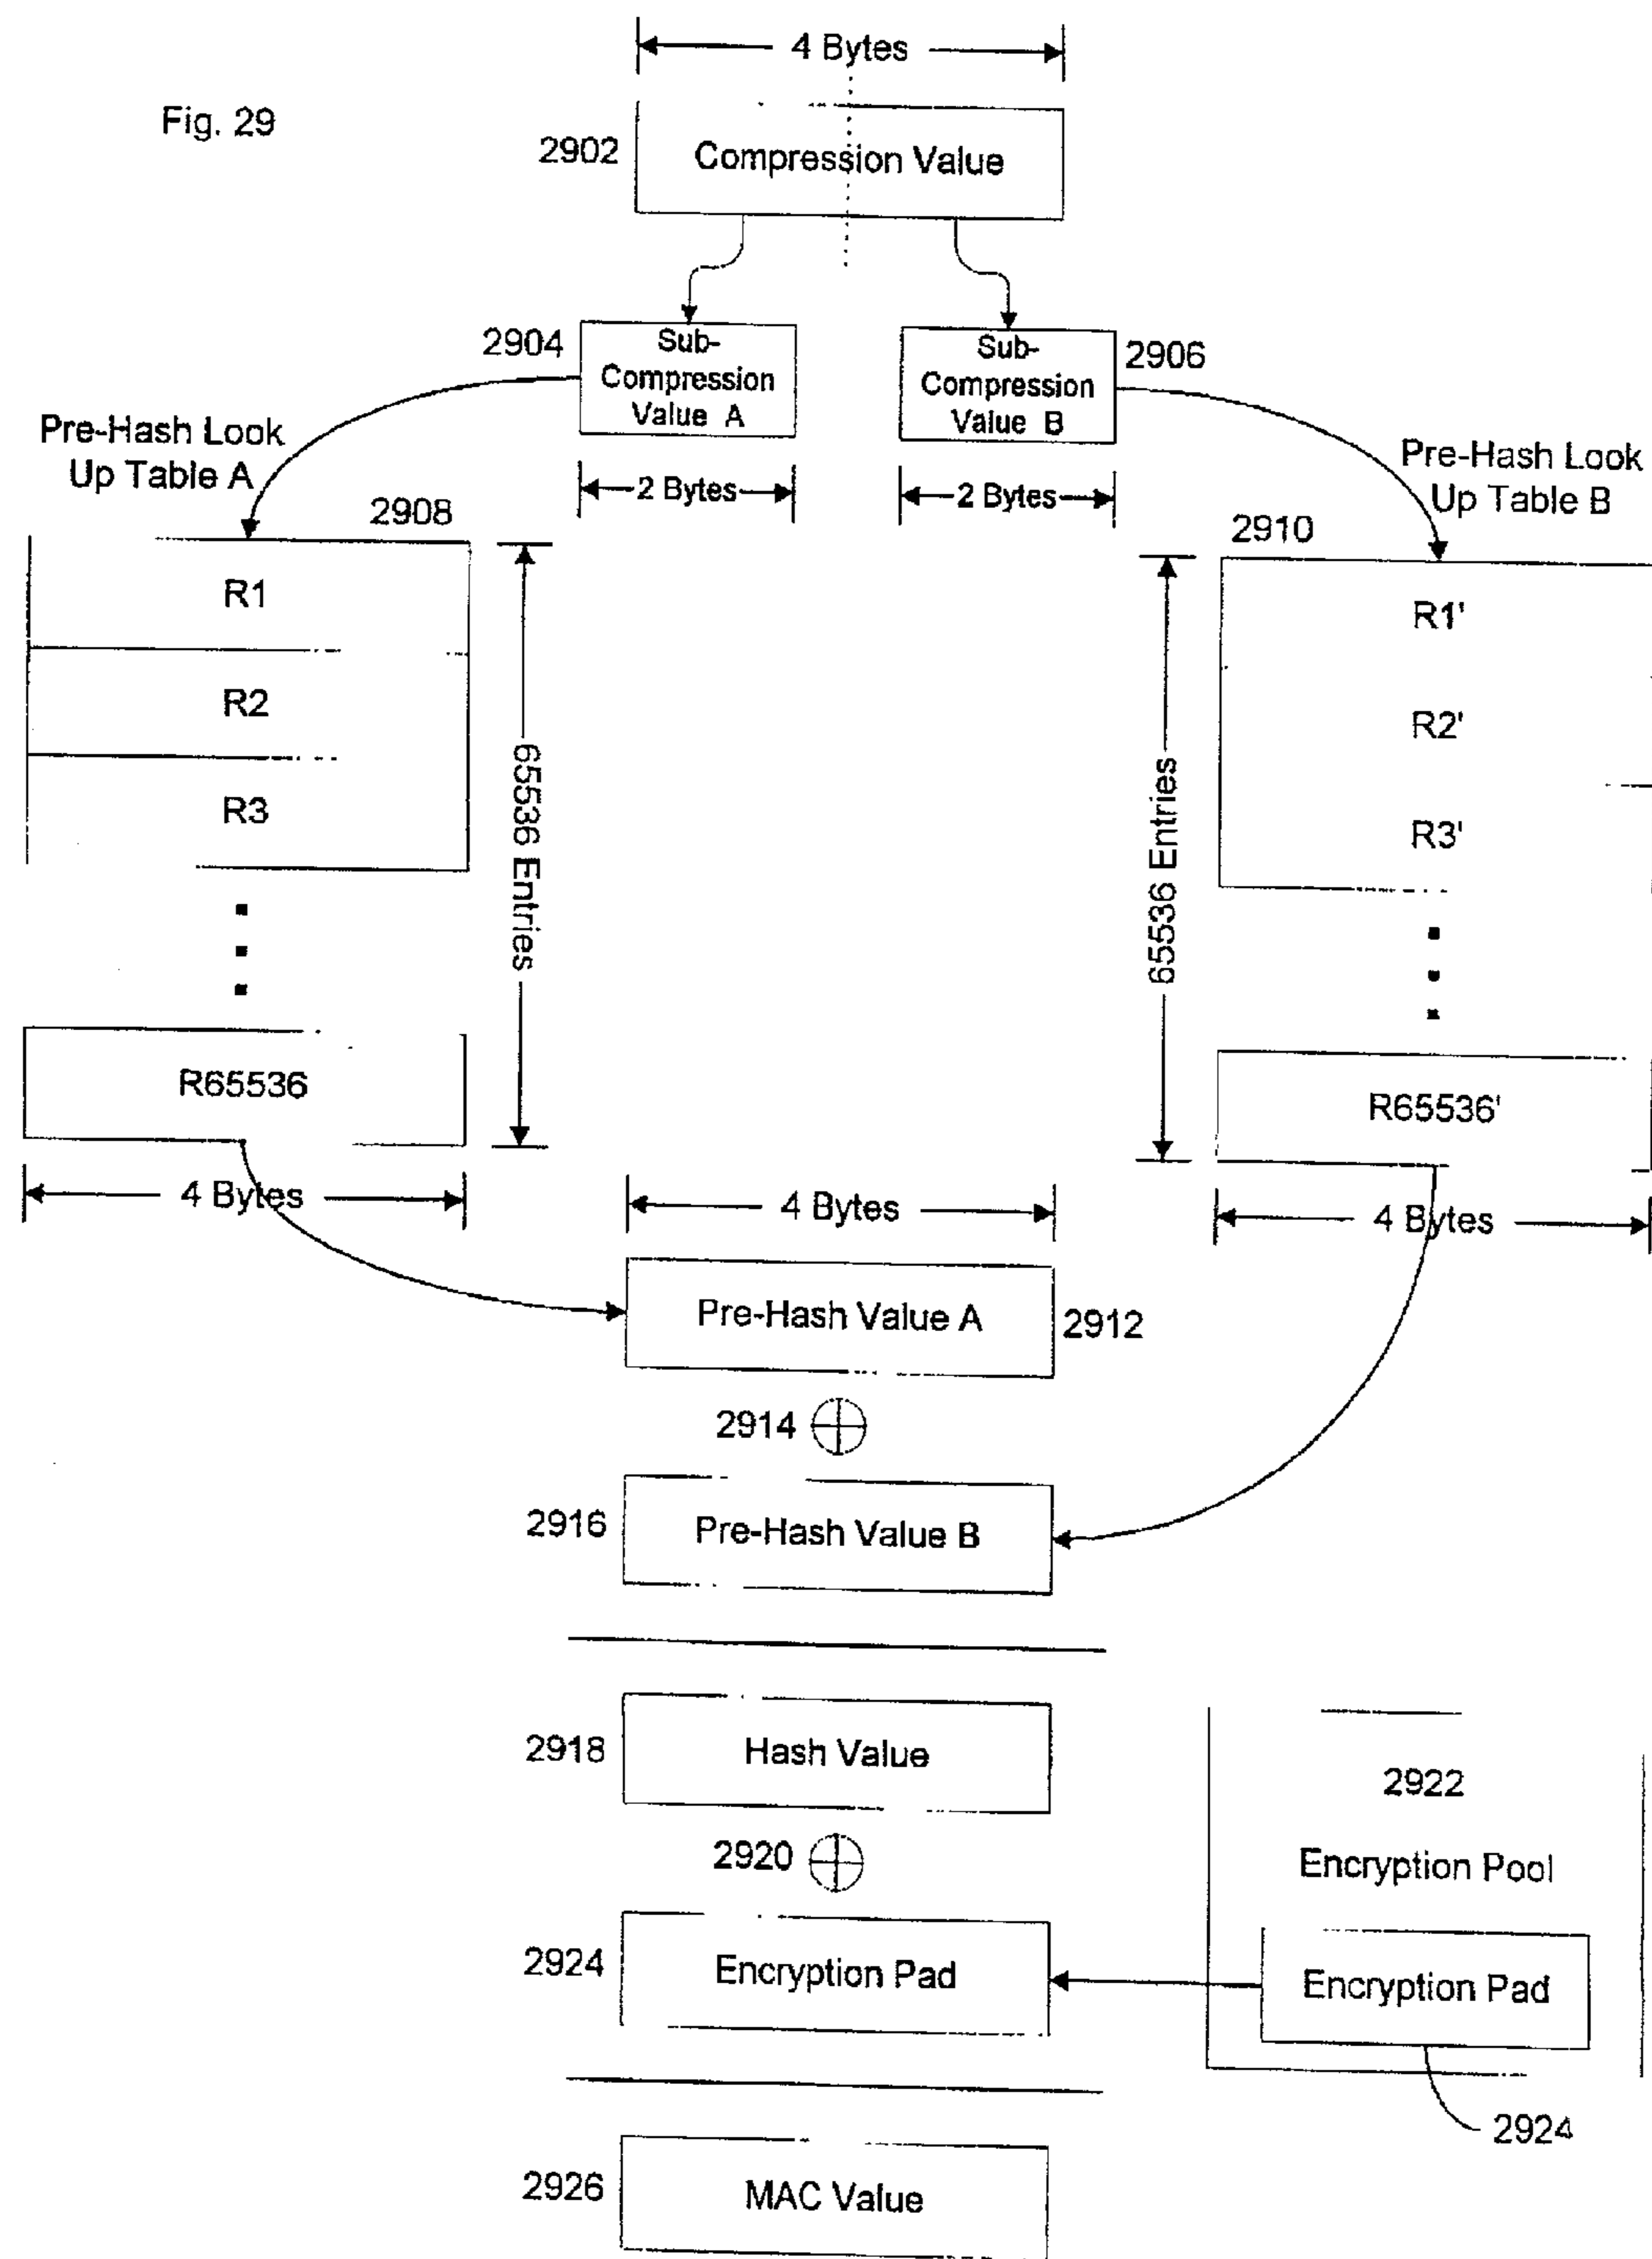 4 Bytes
Fig. 29
2902
Compression Value
2904
Sub-
Compression
Value A
Sub-
Compression
Value B
2906
Pre-Hash Look
Up Table A
2 Bytes
2 Bytes
Pre-Hash Look
Up Table B
2908
2910
R1
R2
R3
R65536
65536 Entries
65536 Entries
R1'
R2'
R3'
R65536'
4 Bytes
4 Bytes
4 Bytes
Pre-Hash Value A
2912
2914
2916
Pre-Hash Value B
2918
Hash Value
2922
2920
Encryption Pool
2924
Encryption Pad
Encryption Pad
2924
2926
MAC Value